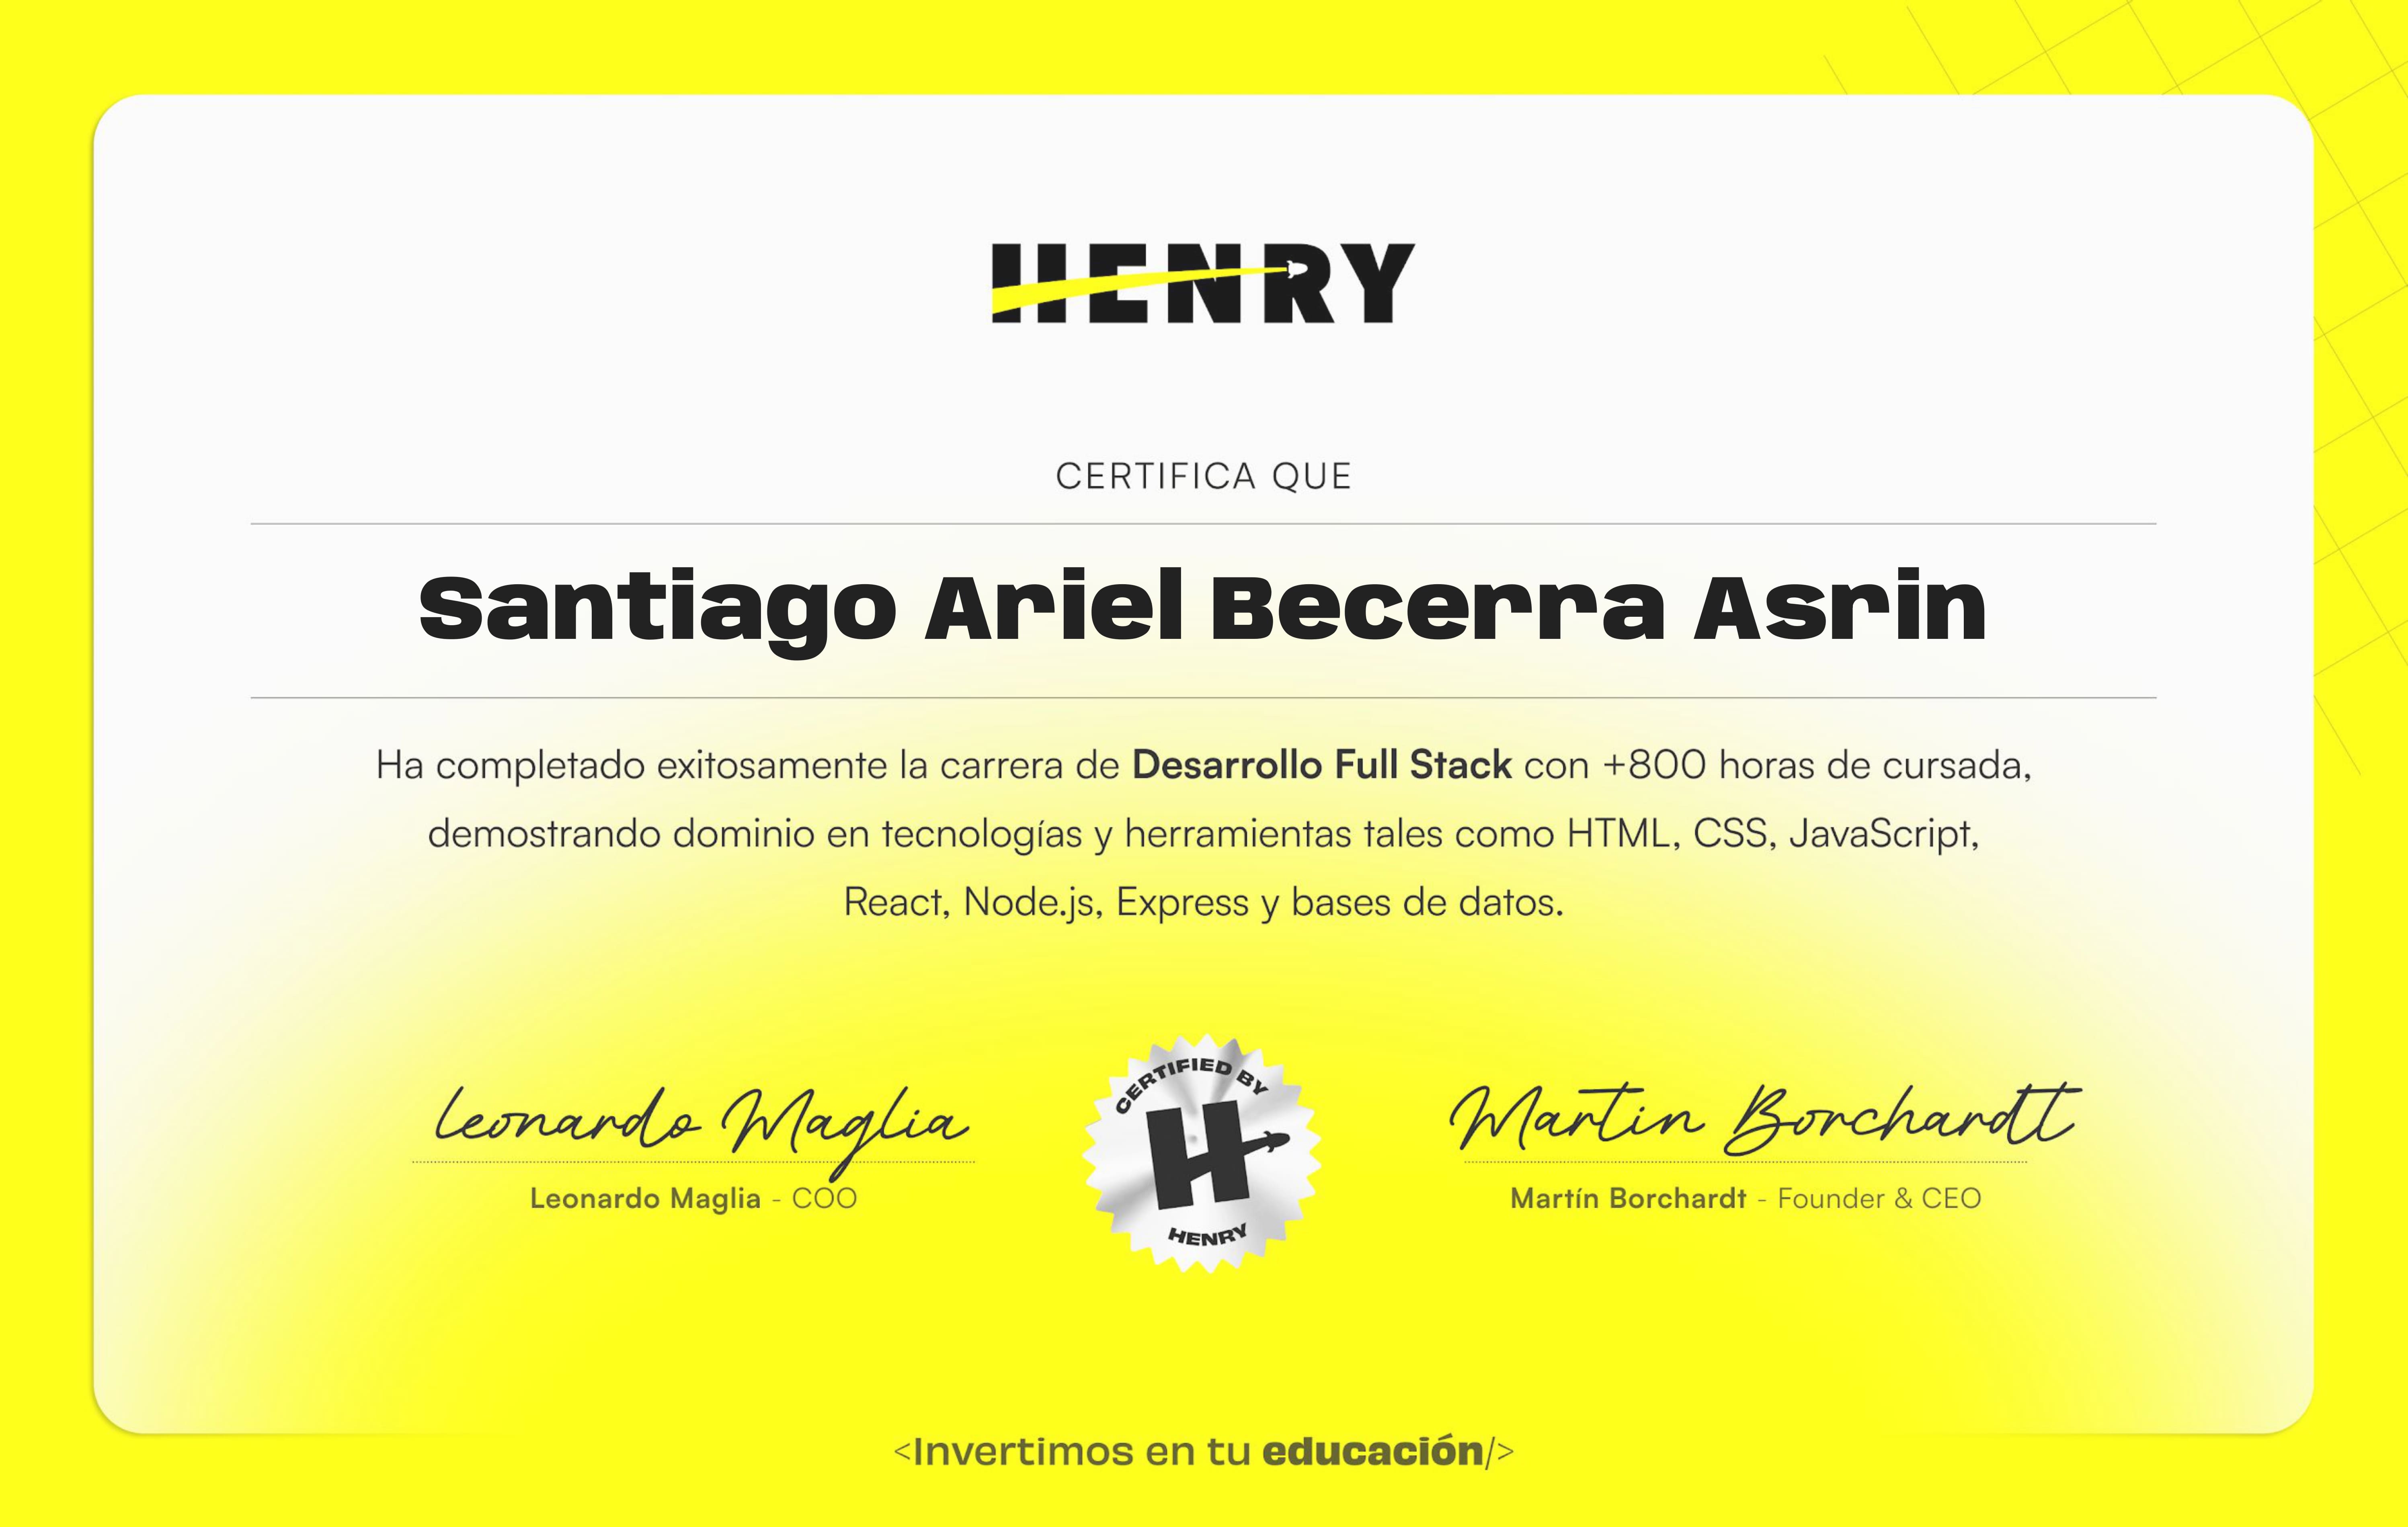 HENRY
CERTIFICA QUE
Santiago Ariel Becerra Asrin
Ha completado exitosamente la carrera de Desarrollo Full Stack con +800 horas de cursada,
demostrando dominio en tecnologías y herramientas tales como HTML, CSS, JavaScript,
React, Node.js, Express y bases de datos.
Leonardo Maglia
Leonardo Maglia - COO
CERTIFIED BY
H
HENRY
Martin Borchardt
Martín Borchardt - Founder & CEO
<Invertimos en tu educación/>